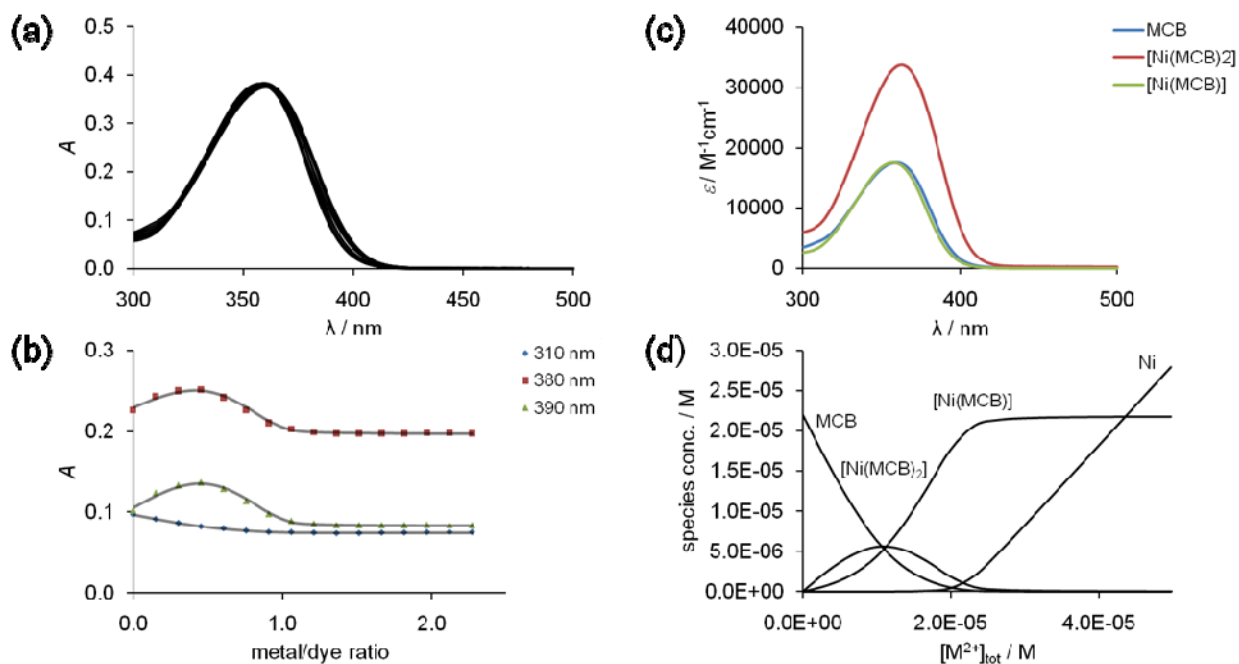 (a)
0.5
0.4
0.3
0.2
0.1
0.0
A
300 350 400 450 500
λ / nm
(b)
0.3
0.2
0.1
0.0
A
310 nm
380 nm
390 nm
0.0 1.0 2.0
metal/dye ratio
(c)
40000
30000
20000
10000
0
ε/ M-1cm-1
MCB
[Ni(MCB)2]
[Ni(MCB)]
300 400 500
λ / nm
(d)
3.0E-05
2.5E-05
2.0E-05
1.5E-05
1.0E-05
5.0E-06
0.0E+00
species conc. / M
MCB
[Ni(MCB)2]
[Ni(MCB)]
Ni
0.0E+00 2.0E-05 4.0E-05
[M2+]tot / M